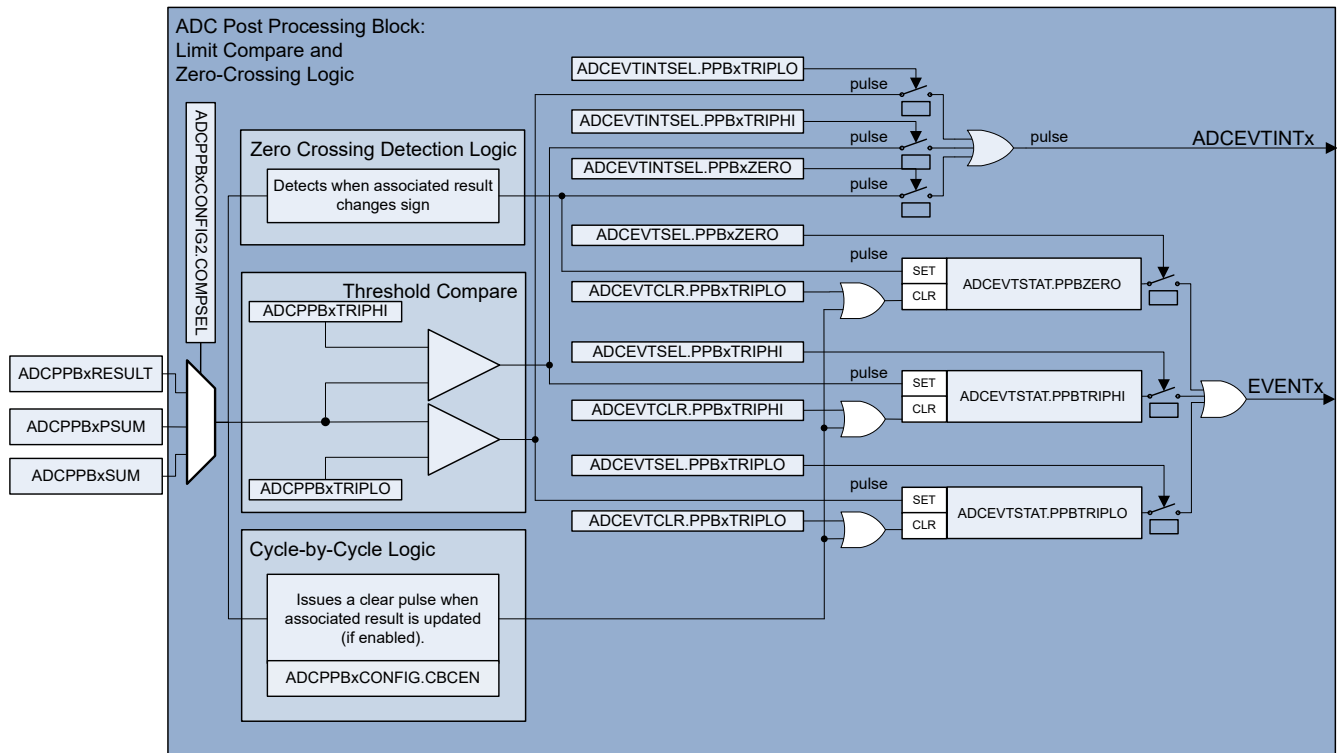 ADC Post Processing Block:
Limit Compare and
Zero-Crossing Logic
ADCPPBxCONFIG2.COMPSEL
ADCPPBxRESULT
ADCPPBxPSUM
ADCPPBxSUM
Zero Crossing Detection Logic
Detects when associated result
changes sign
Threshold Compare
ADCPPBxTRIPHI
ADCPPBxTRIPLO
Cycle-by-Cycle Logic
Issues a clear pulse when
associated result is updated
(if enabled).
ADCPPBxCONFIG.CBCEN
ADCEVTINTSEL.PPBxTRIPLO
pulse
ADCEVTINTSEL.PPBxTRIPHI
pulse
ADCEVTINTSEL.PPBxZERO
pulse
pulse
ADCEVTINTx
ADCEVTSEL.PPBxZERO
pulse
SET
CLR
ADCEVTSTAT.PPBZERO
ADCEVTCLR.PPBxTRIPLO
ADCEVTSEL.PPBxTRIPHI
pulse
SET
CLR
ADCEVTSTAT.PPBTRIPHI
ADCEVTCLR.PPBxTRIPHI
EVENTx
ADCEVTSEL.PPBxTRIPLO
pulse
SET
CLR
ADCEVTSTAT.PPBTRIPLO
ADCEVTCLR.PPBxTRIPLO